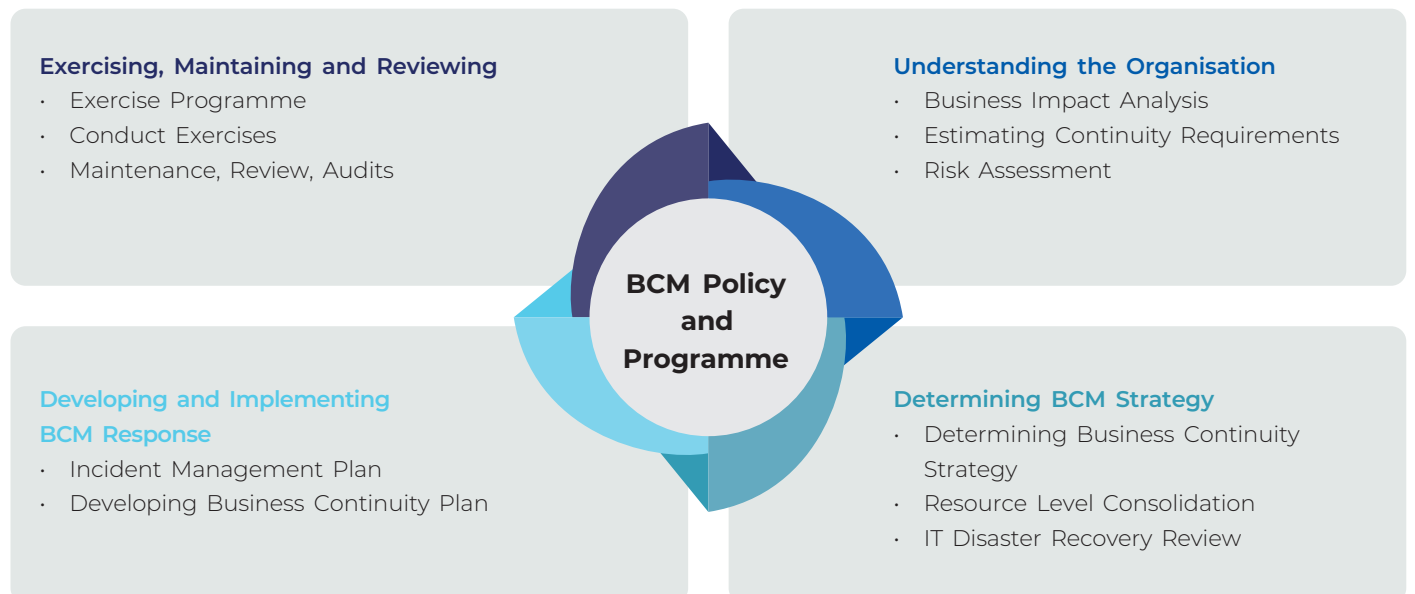 Exercising, Maintaining and Reviewing
• Exercise Programme
• Conduct Exercises
• Maintenance, Review, Audits
Understanding the Organisation
• Business Impact Analysis
• Estimating Continuity Requirements
• Risk Assessment
BCM Policy
and
Programme
Developing and Implementing
BCM Response
• Incident Management Plan
• Developing Business Continuity Plan
Determining BCM Strategy
• Determining Business Continuity
Strategy
• Resource Level Consolidation
• IT Disaster Recovery Review